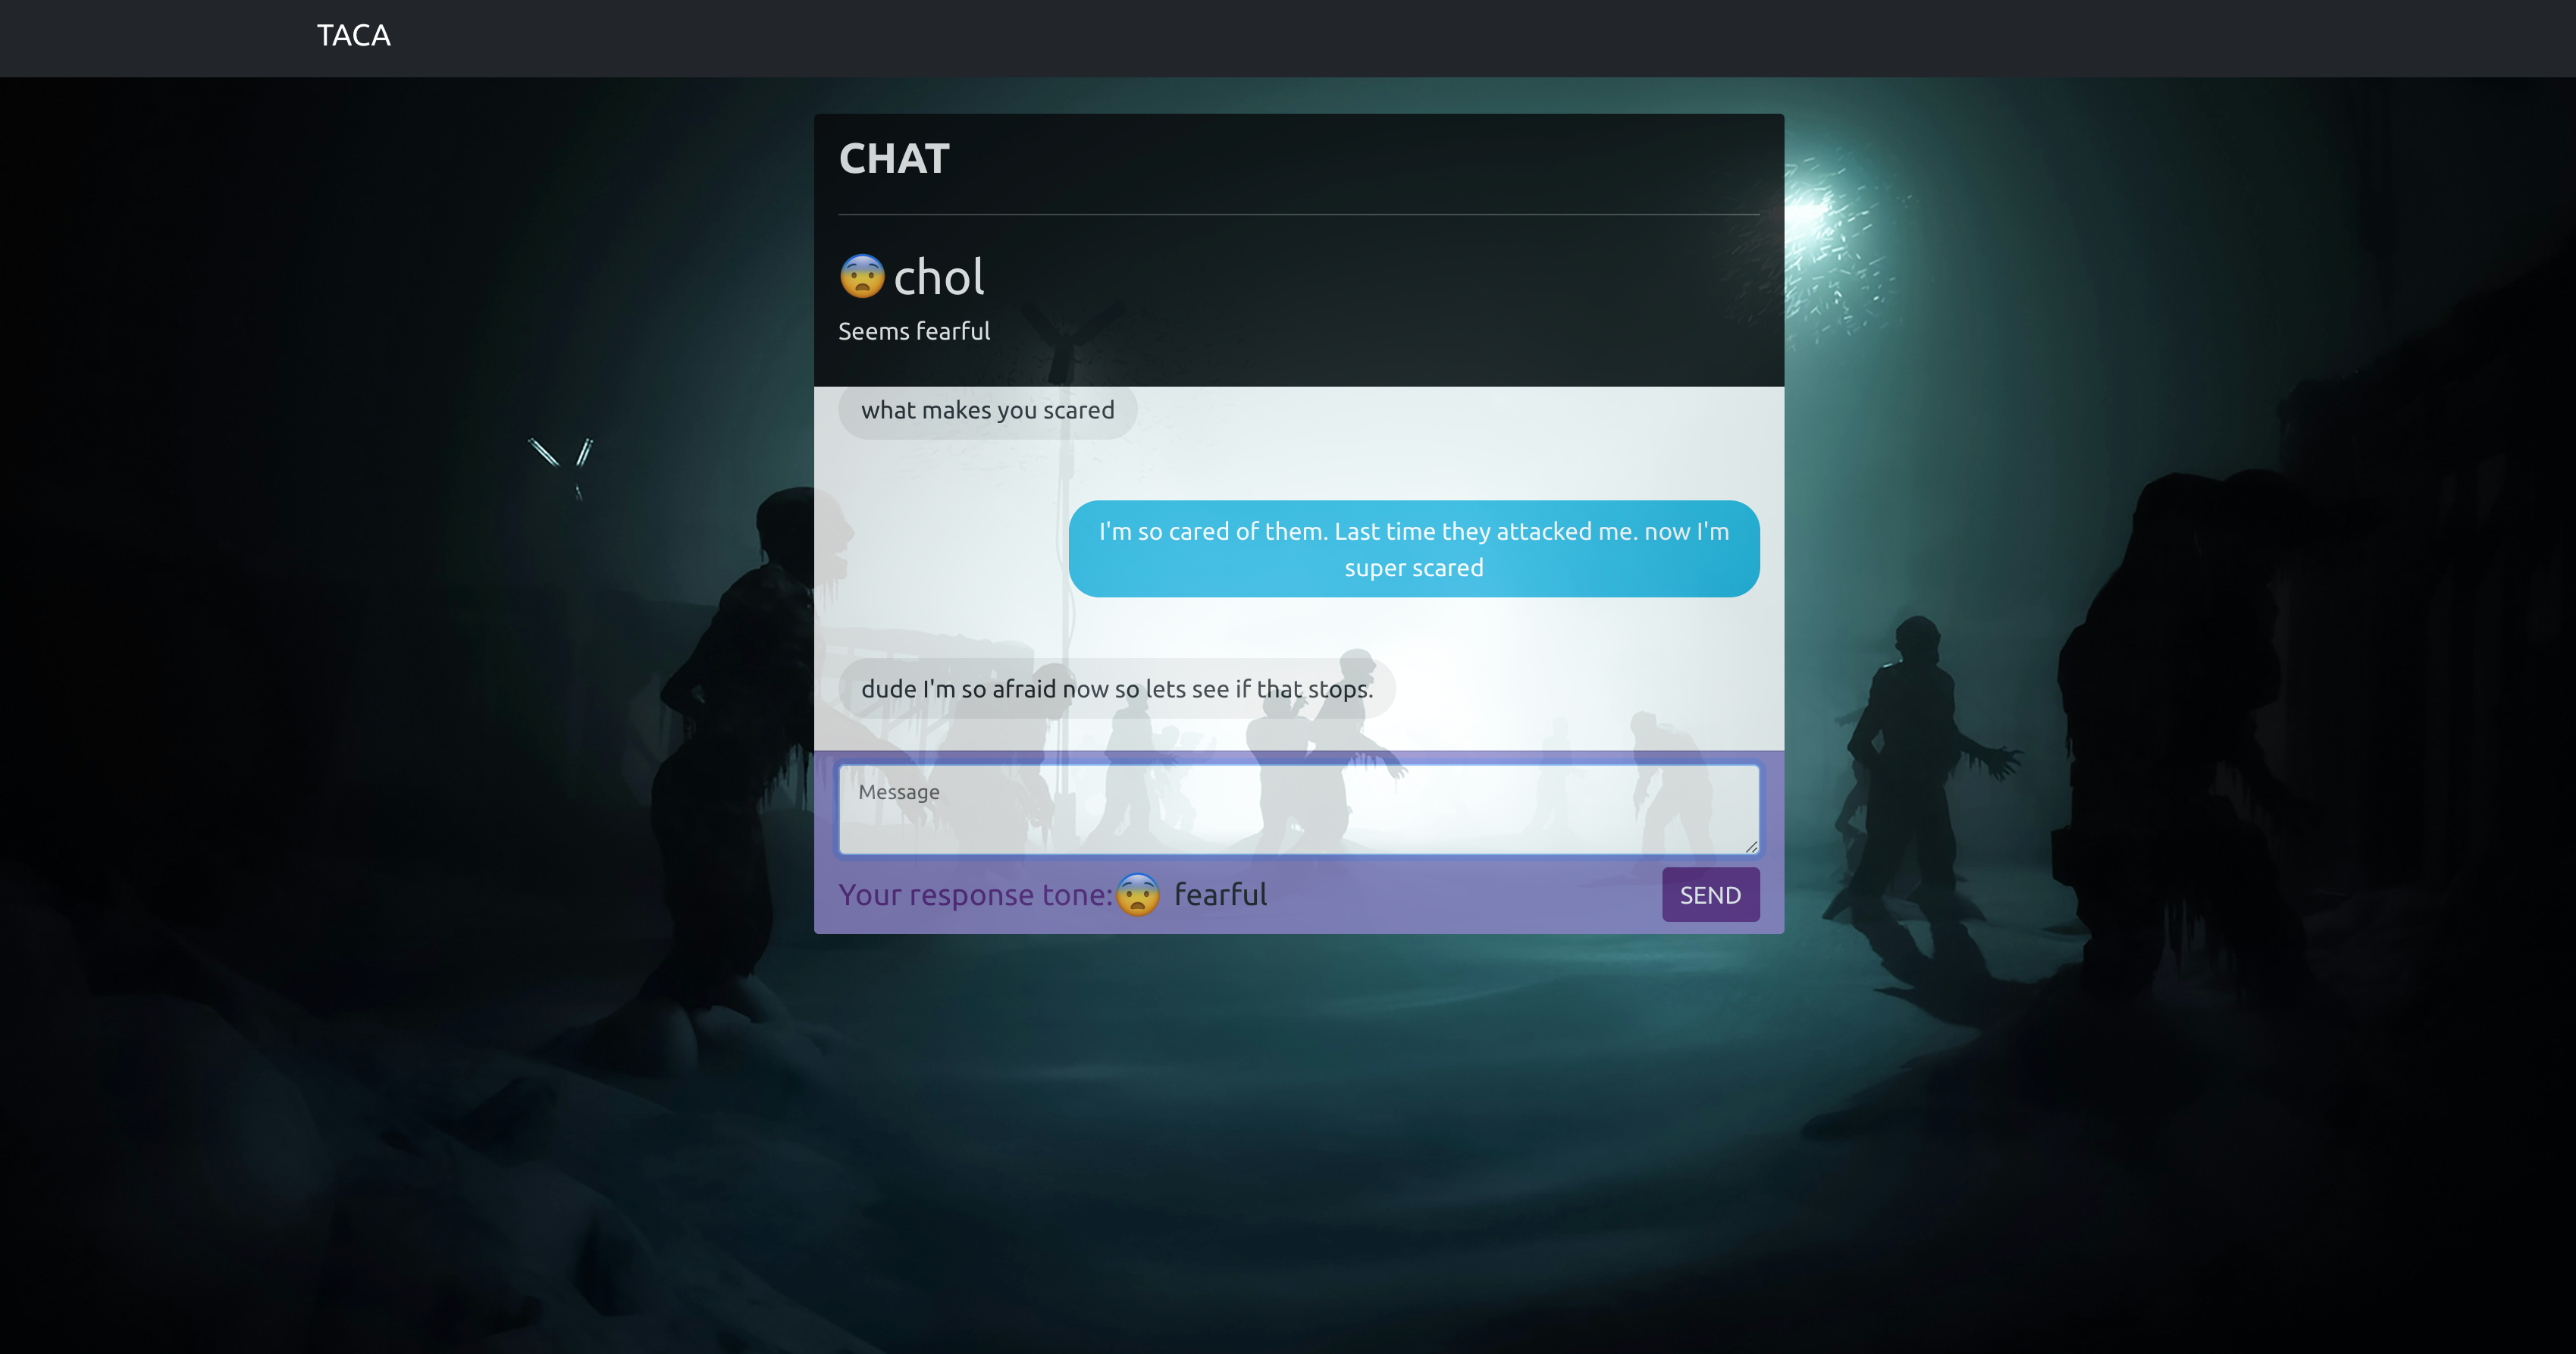 TACA
CHAT
😨 chol
Seems fearful
what makes you scared
I'm so cared of them. Last time they attacked me. now I'm
super scared
dude I'm so afraid now so lets see if that stops.
Message
Your response tone:😨 fearful
SEND